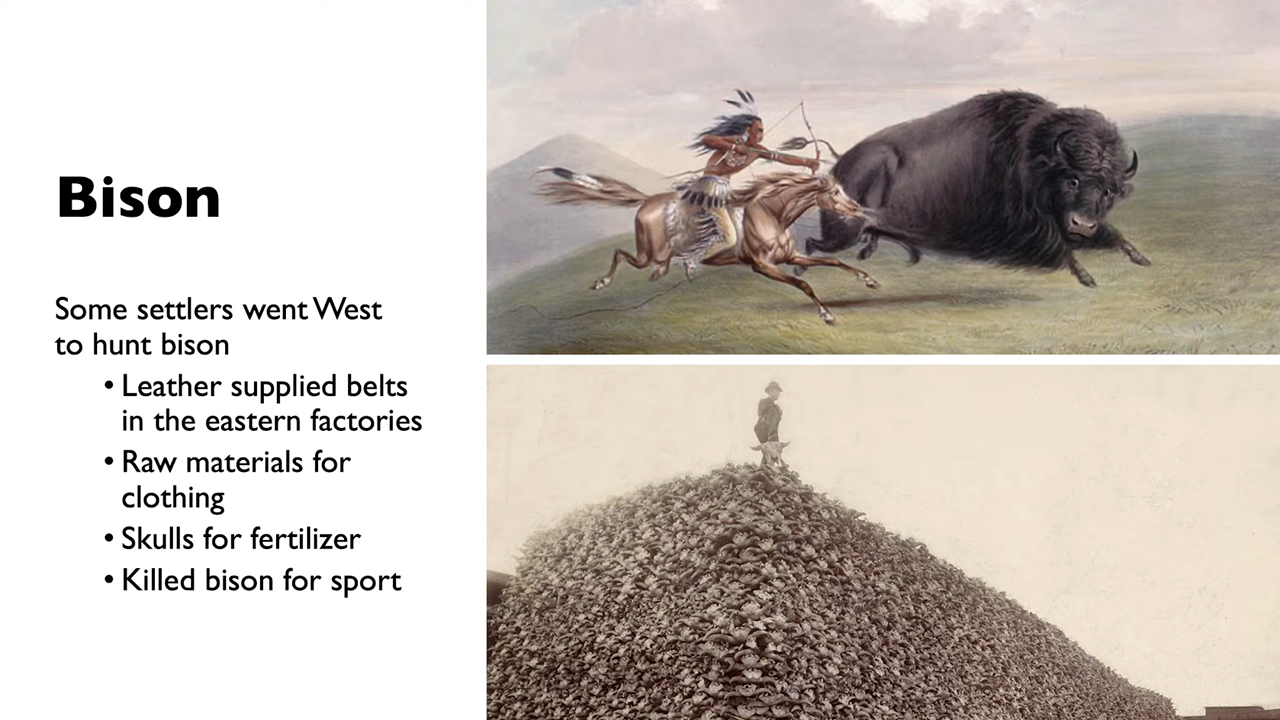 Bison
Some settlers went West
to hunt bison
• Leather supplied belts
in the eastern factories
• Raw materials for
clothing
• Skulls for fertilizer
• Killed bison for sport